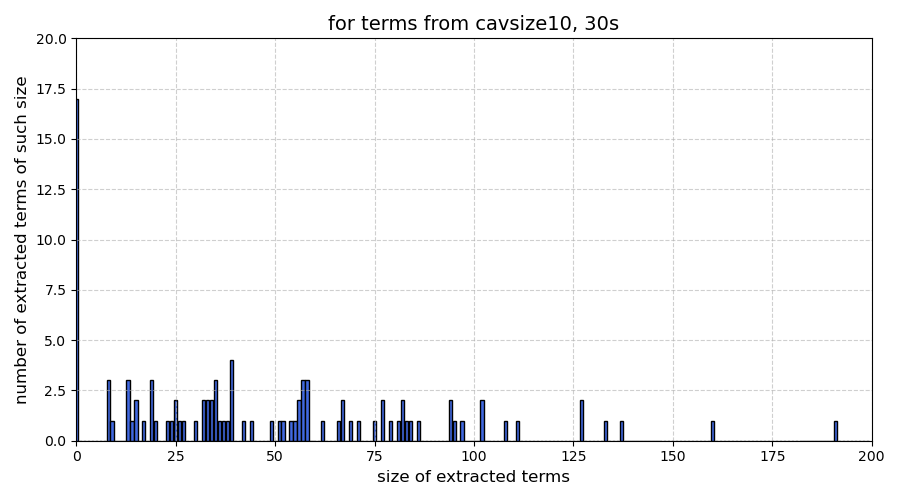 for terms from cavsize10, 30s
number of extracted terms of such size
20.0
17.5
15.0
12.5
10.0
7.5
5.0
2.5
0.0
0 25 50 75 100 125 150 175 200
size of extracted terms